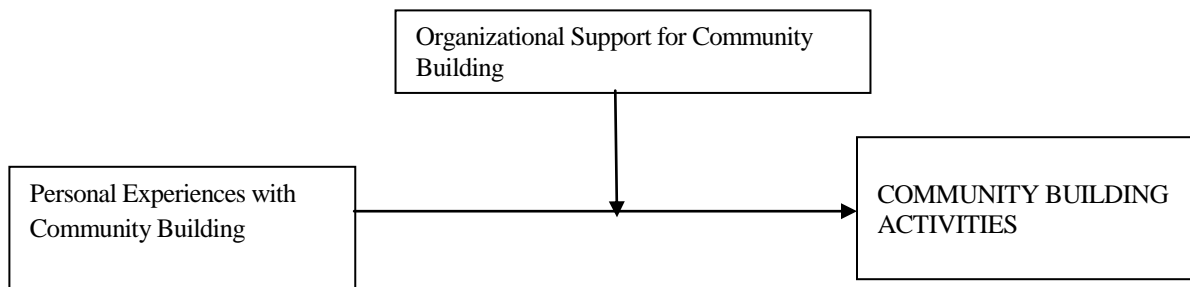 Organizational Support for Community
Building
Personal Experiences with
Community Building
COMMUNITY BUILDING
ACTIVITIES